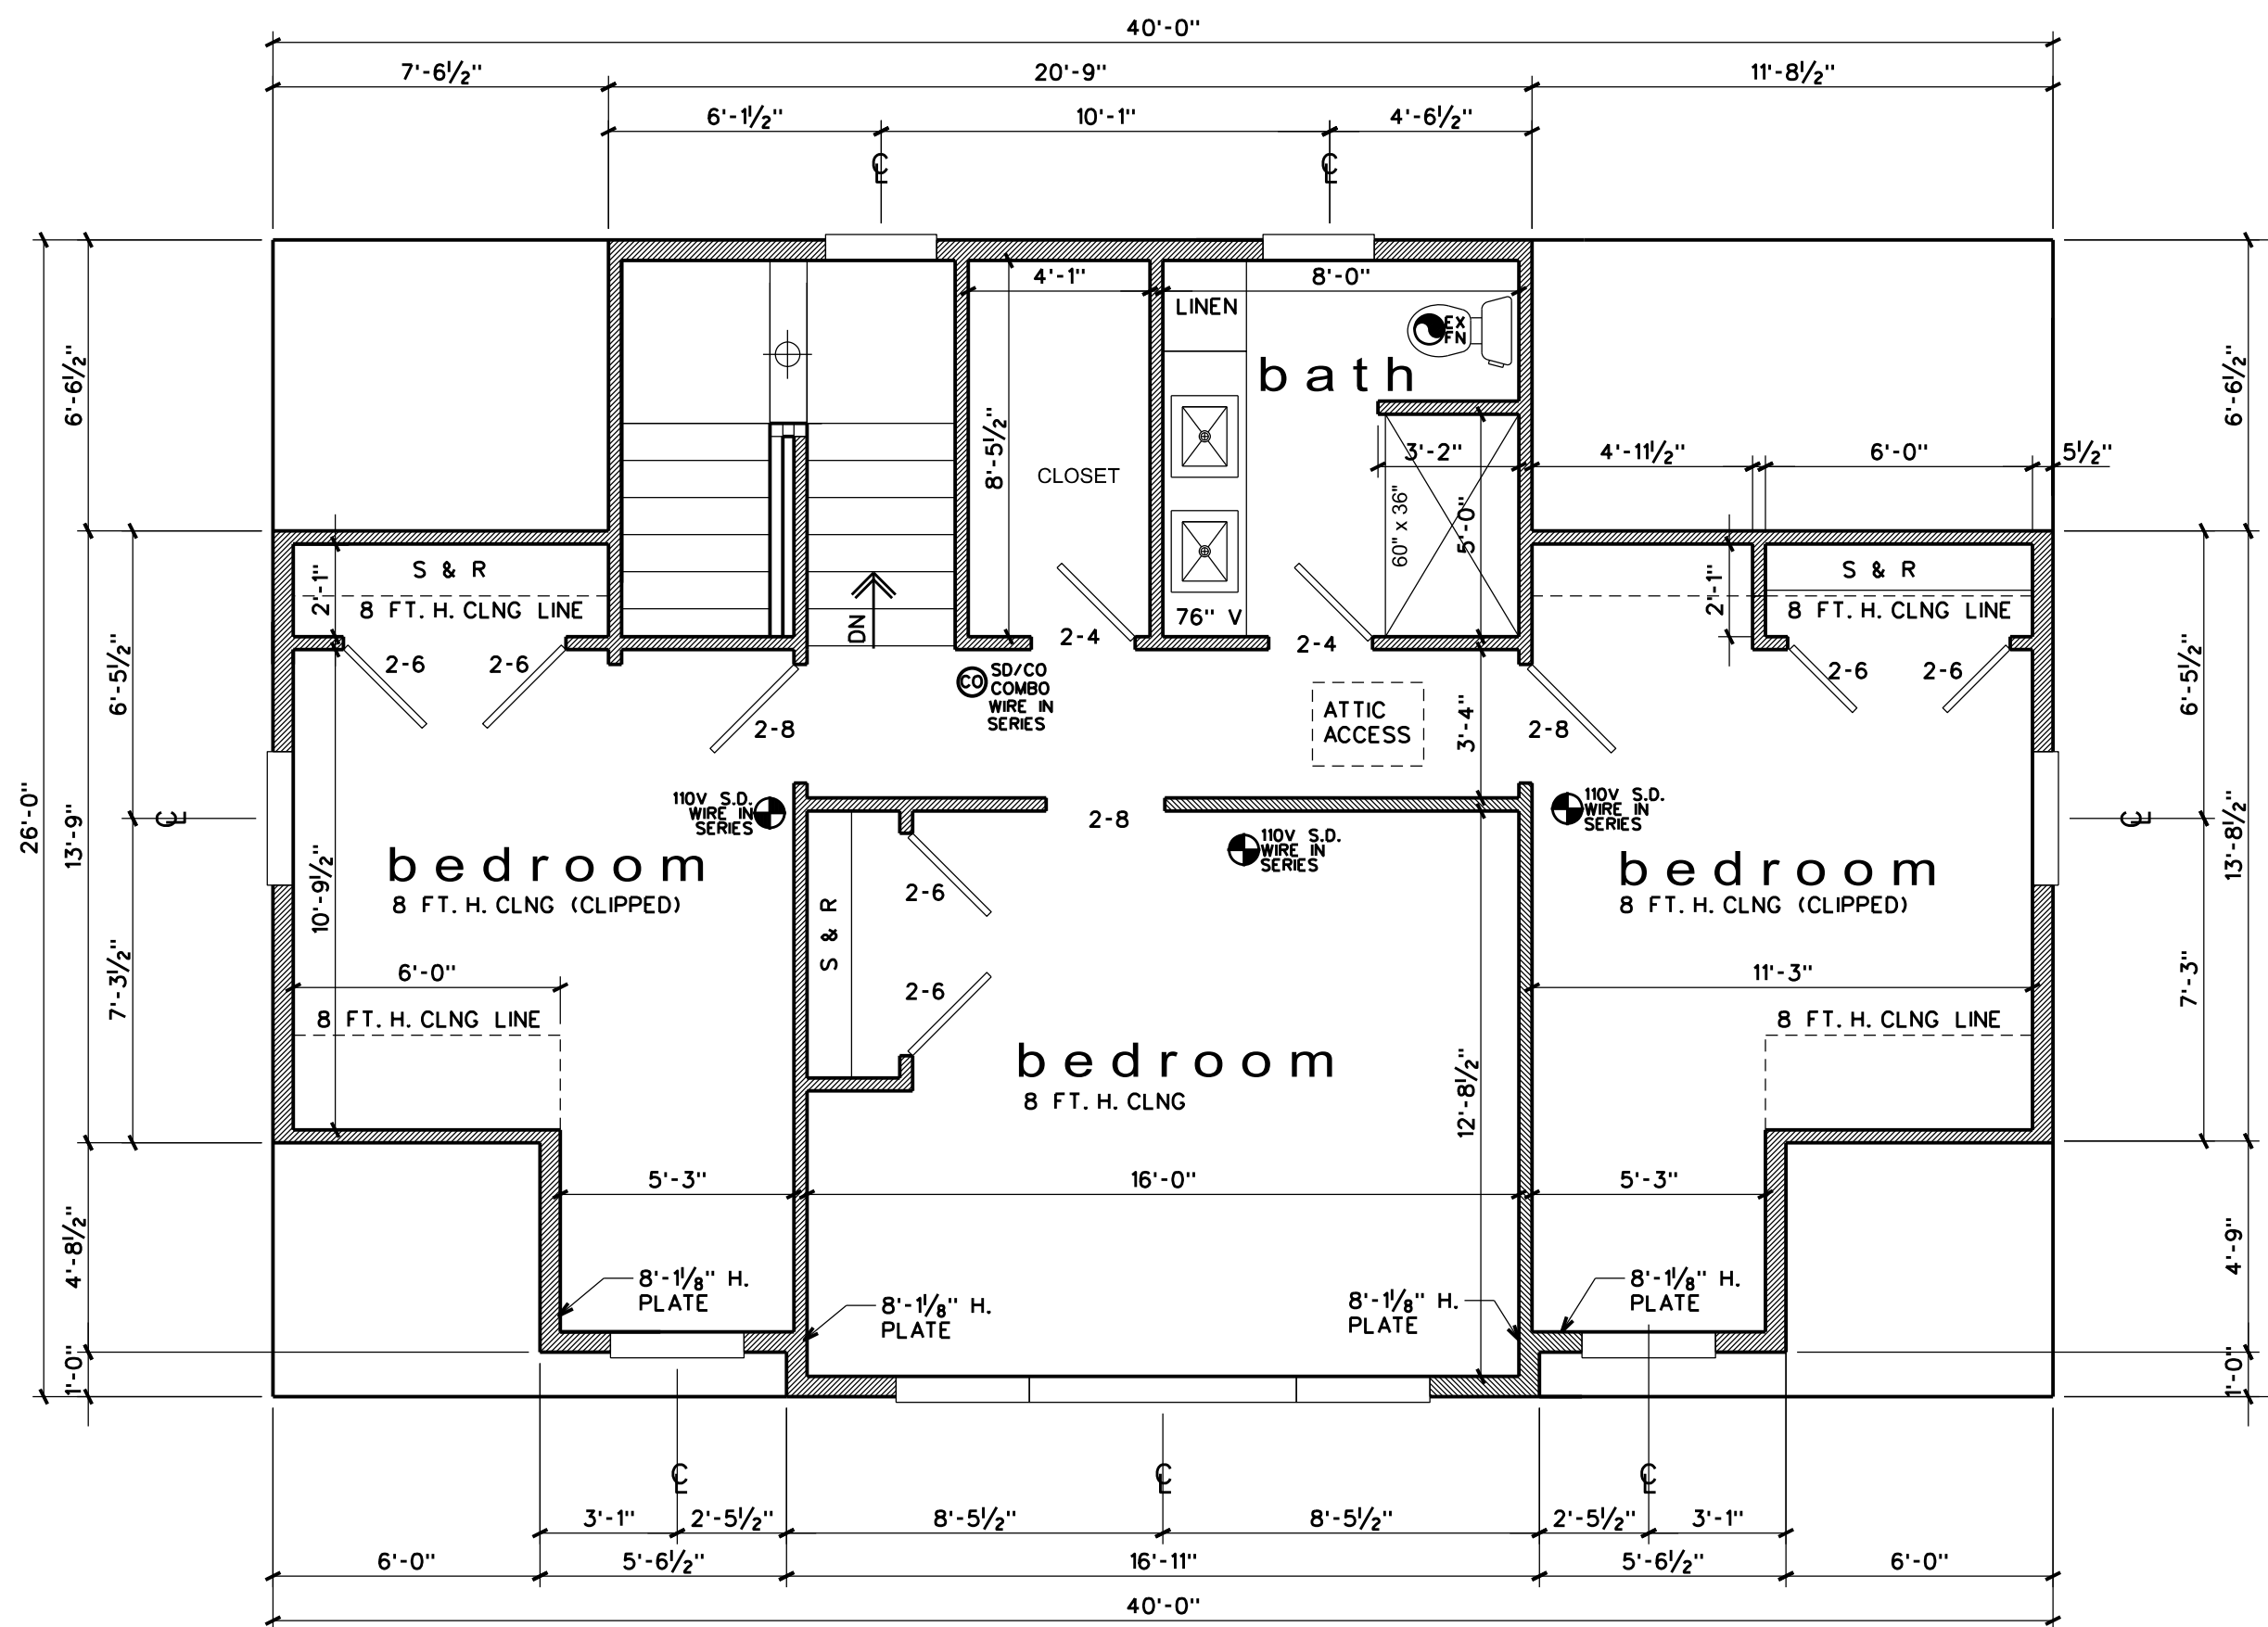 40'-0"
7'-6½"
20'-9"
11'-8½"
6'-1½"
10'-1"
4'-6½"
℄
℄
4'-1"
8'-0"
LINEN
EX
FN
bath
6'-6½"
6'-6½"
8'-5½"
CLOSET
3'-2"
4'-11½"
6'-0"
5½"
60" x 36"
5'-0"
S & R
2'-1"
8 FT. H. CLNG LINE
S & R
2'-1"
8 FT. H. CLNG LINE
DN
76" V
2-4
2-4
2-6
2-6
2-6
2-6
SD/CO
CO
COMBO
WIRE IN
SERIES
ATTIC
ACCESS
3'-4"
2-8
2-8
6'-5½"
6'-5½"
26'-0"
13'-9"
℄
110V S.D.
WIRE IN
SERIES
2-8
110V S.D.
WIRE IN
SERIES
110V S.D.
WIRE IN
SERIES
℄
13'-8½"
bedroom
8 FT. H. CLNG (CLIPPED)
10'-9½"
2-6
S & R
2-6
bedroom
8 FT. H. CLNG (CLIPPED)
7'-3½"
6'-0"
8 FT. H. CLNG LINE
11'-3"
8 FT. H. CLNG LINE
7'-3"
bedroom
8 FT. H. CLNG
12'-8½"
5'-3"
16'-0"
5'-3"
4'-8½"
4'-9"
8'-1⅛" H.
PLATE
8'-1⅛" H.
PLATE
8'-1⅛" H.
PLATE
8'-1⅛" H.
PLATE
1'-0"
1'-0"
℄
℄
℄
3'-1"
2'-5½"
8'-5½"
8'-5½"
2'-5½"
3'-1"
6'-0"
5'-6½"
16'-11"
5'-6½"
6'-0"
40'-0"